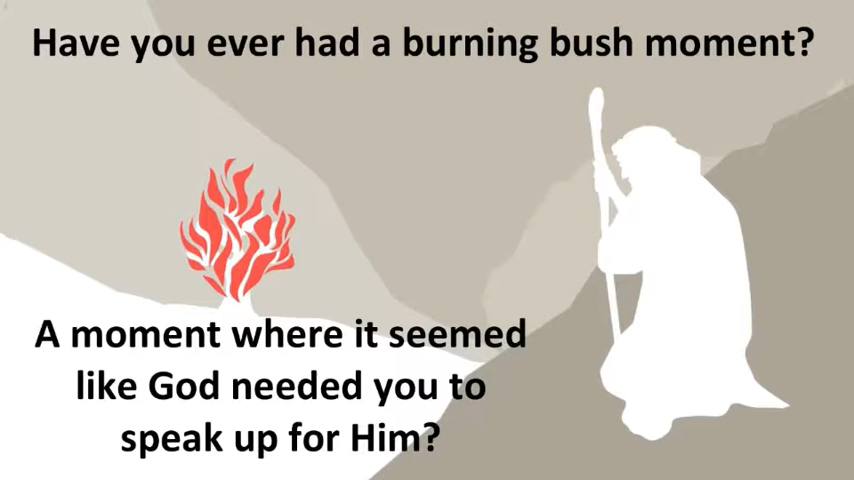 Have you ever had a burning bush moment?
A moment where it seemed
like God needed you to
speak up for Him?